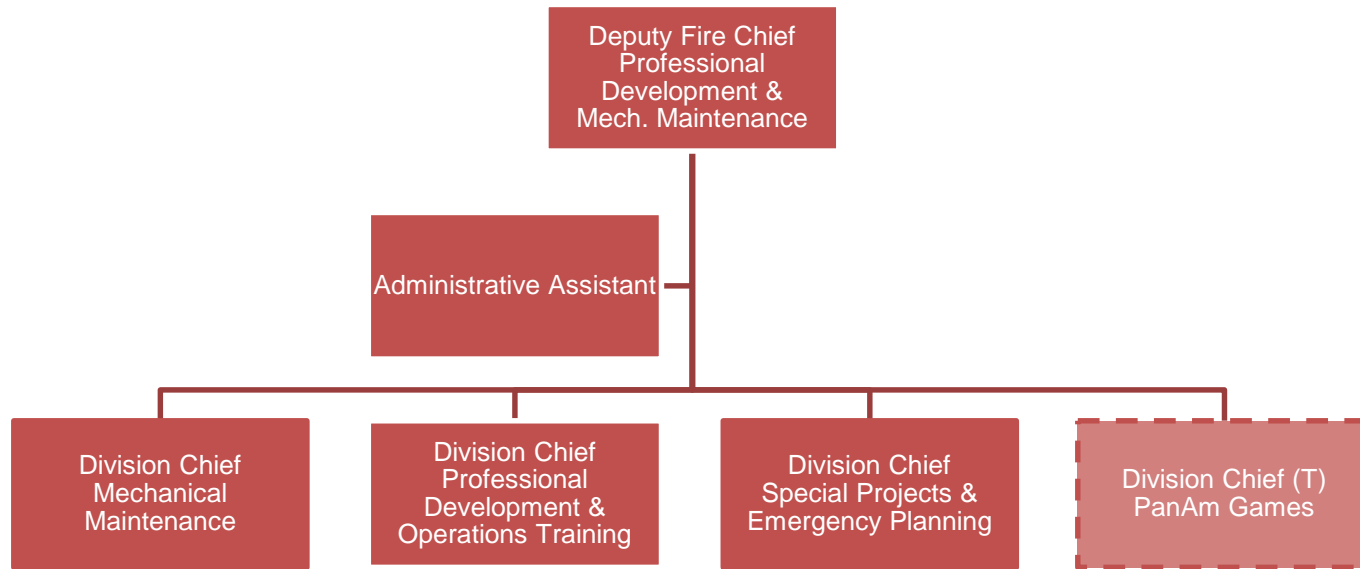 Deputy Fire Chief
Professional
Development &
Mech. Maintenance
Administrative Assistant
Division Chief
Mechanical
Maintenance
Division Chief
Professional
Development &
Operations Training
Division Chief
Special Projects &
Emergency Planning
Division Chief (T)
PanAm Games